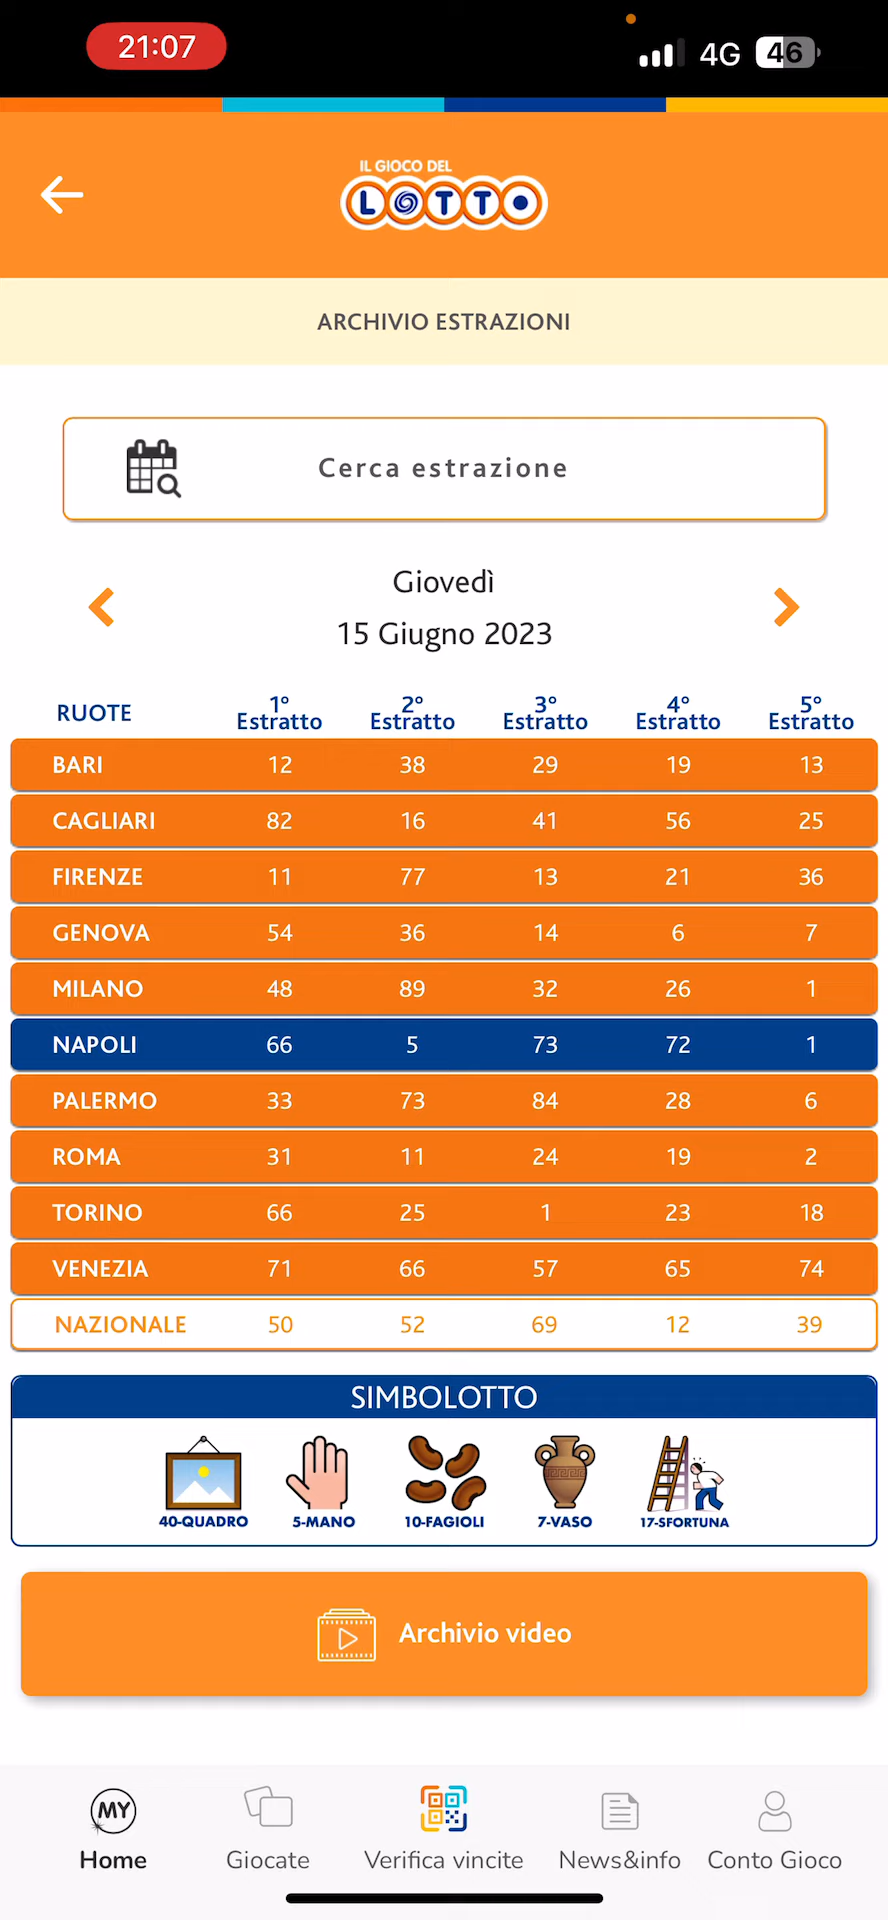 21:07
4G 46
IL GIOCO DEL
LOTTO
ARCHIVIO ESTRAZIONI
Cerca estrazione
Giovedì
15 Giugno 2023
RUOTE 1° Estratto 2° Estratto 3° Estratto 4° Estratto 5° Estratto
BARI 12 38 29 19 13
CAGLIARI 82 16 41 56 25
FIRENZE 11 77 13 21 36
GENOVA 54 36 14 6 7
MILANO 48 89 32 26 1
NAPOLI 66 5 73 72 1
PALERMO 33 73 84 28 6
ROMA 31 11 24 19 2
TORINO 66 25 1 23 18
VENEZIA 71 66 57 65 74
NAZIONALE 50 52 69 12 39
SIMBOLOTTO
40-QUADRO 5-MANO 10-FAGIOLI 7-VASO 17-SFORTUNA
Archivio video
MY
Home Giocate Verifica vincite News&info Conto Gioco